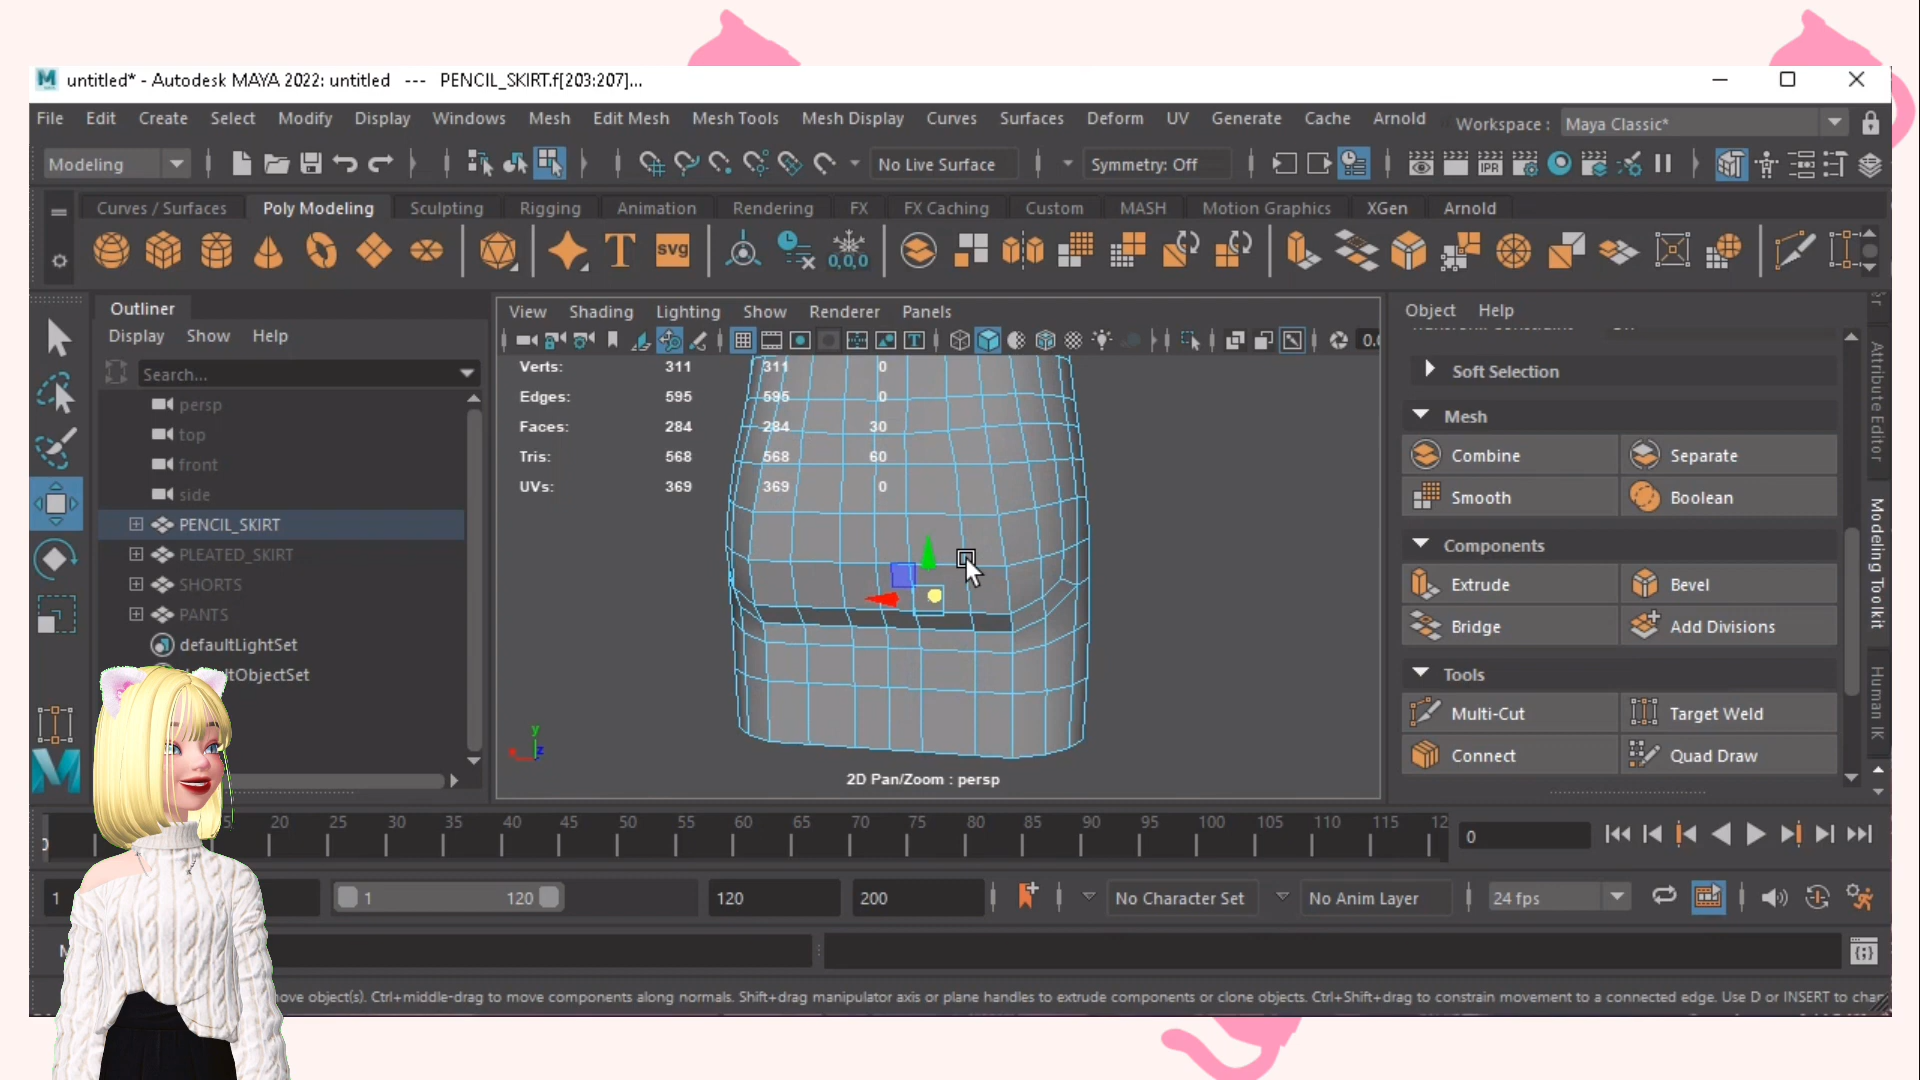 untitled* - Autodesk MAYA 2022: untitled --- PENCIL_SKIRT.f[203:207]...
File Edit Create Select Modify Display Windows Mesh Edit Mesh Mesh Tools Mesh Display Curves Surfaces Deform UV Generate Cache Arnold Workspace : Maya Classic*
Modeling No Live Surface Symmetry: Off IPR
Curves / Surfaces Poly Modeling Sculpting Rigging Animation Rendering FX FX Caching Custom MASH Motion Graphics XGen Arnold
T svg 0,0,0
Outliner
Display Show Help
Search...
persp
top
front
side
PENCIL_SKIRT
PLEATED_SKIRT
SHORTS
PANTS
defaultLightSet
ltObjectSet
View Shading Lighting Show Renderer Panels
0.0
Verts: 311 311 0
Edges: 595 595 0
Faces: 284 284 30
Tris: 568 568 60
UVs: 369 369 0
y
z
2D Pan/Zoom : persp
Object Help
Soft Selection
Mesh
Combine Separate
Smooth Boolean
Components
Extrude Bevel
Bridge Add Divisions
Tools
Multi-Cut Target Weld
Connect Quad Draw
Attribute Editor
Modeling Toolkit
Human IK
20 25 30 35 40 45 50 55 60 65 70 75 80 85 90 95 100 105 110 115 12
0
1 1 120 120 200 No Character Set No Anim Layer 24 fps
M
ove object(s). Ctrl+middle-drag to move components along normals. Shift+drag manipulator axis or plane handles to extrude components or clone objects. Ctrl+Shift+drag to constrain movement to a connected edge. Use D or INSERT to char